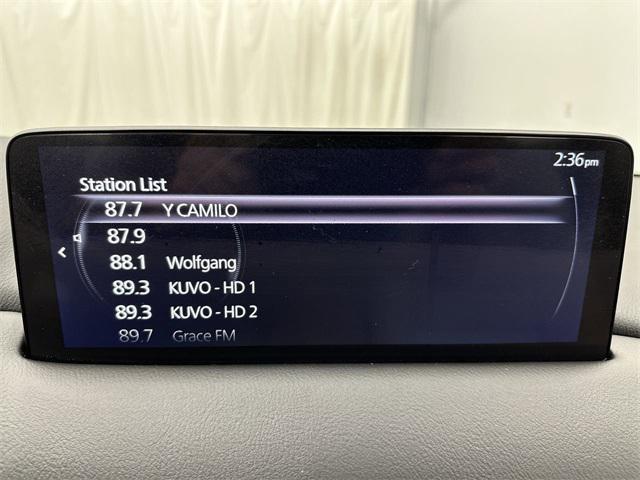 2:36pm
Station List
87.7 Y CAMILO
87.9
88.1 Wolfgang
89.3 KUVO - HD 1
89.3 KUVO - HD 2
89.7 Grace FM